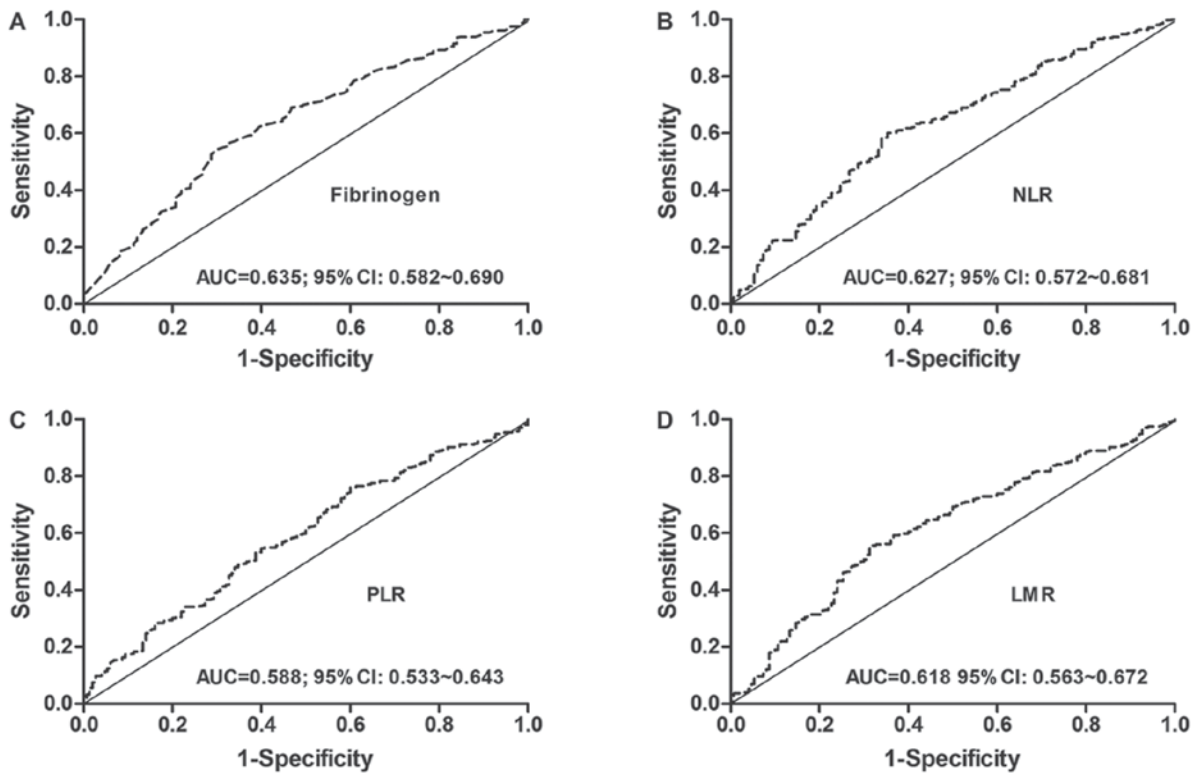 A
Sensitivity
1.0
0.8
0.6
0.4
0.2
0.0
Fibrinogen
AUC=0.635; 95% CI: 0.582~0.690
0.0 0.2 0.4 0.6 0.8 1.0
1-Specificity
B
Sensitivity
1.0
0.8
0.6
0.4
0.2
0.0
NLR
AUC=0.627; 95% CI: 0.572~0.681
0.0 0.2 0.4 0.6 0.8 1.0
1-Specificity
C
Sensitivity
1.0
0.8
0.6
0.4
0.2
0.0
PLR
AUC=0.588; 95% CI: 0.533~0.643
0.0 0.2 0.4 0.6 0.8 1.0
1-Specificity
D
Sensitivity
1.0
0.8
0.6
0.4
0.2
0.0
LMR
AUC=0.618 95% CI: 0.563~0.672
0.0 0.2 0.4 0.6 0.8 1.0
1-Specificity